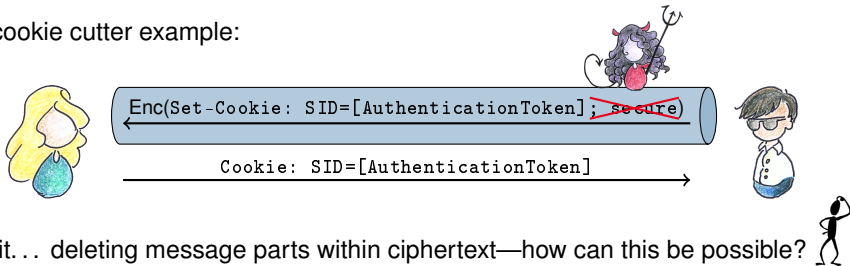 cookie cutter example:
Enc(Set-Cookie: SID=[AuthenticationToken]; secure)
Cookie: SID=[AuthenticationToken]
it... deleting message parts within ciphertext—how can this be possible?